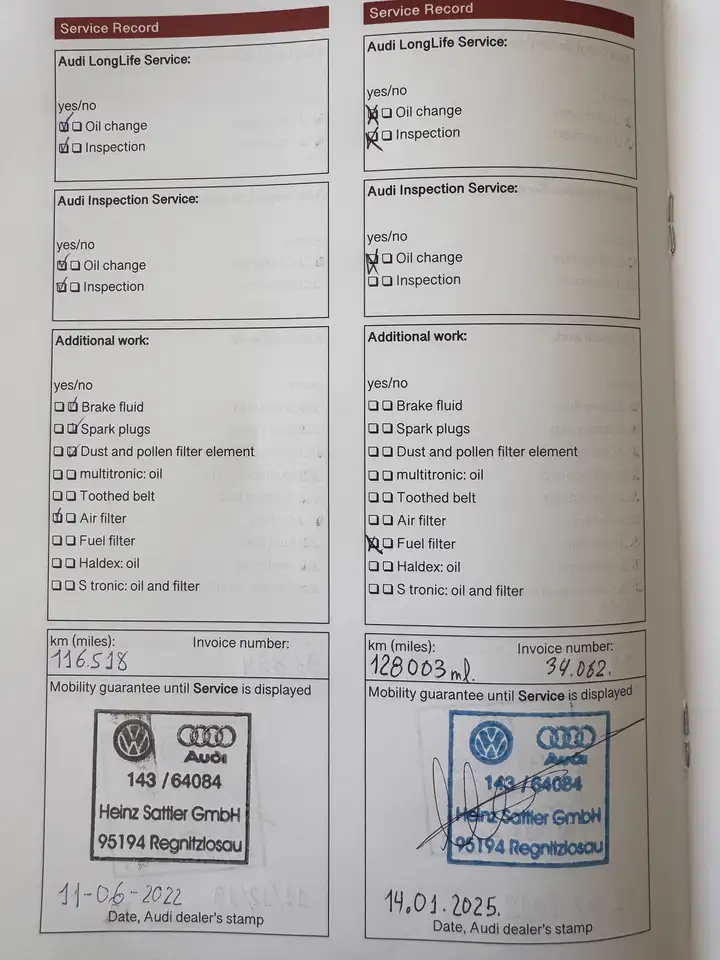 Service Record
Audi LongLife Service:
yes/no
Oil change
Inspection
Audi Inspection Service:
yes/no
Oil change
Inspection
Additional work:
yes/no
Brake fluid
Spark plugs
Dust and pollen filter element
multitronic: oil
Toothed belt
Air filter
Fuel filter
Haldex: oil
S tronic: oil and filter
km (miles): Invoice number:
116.518
Mobility guarantee until Service is displayed
Audi
143 / 64084
Heinz Sattler GmbH
95194 Regnitzlosau
11-06-2022
Date, Audi dealer's stamp
Service Record
Audi LongLife Service:
yes/no
Oil change
Inspection
Audi Inspection Service:
yes/no
Oil change
Inspection
Additional work:
yes/no
Brake fluid
Spark plugs
Dust and pollen filter element
multitronic: oil
Toothed belt
Air filter
Fuel filter
Haldex: oil
S tronic: oil and filter
km (miles): Invoice number:
128003 ml. 34.062.
Mobility guarantee until Service is displayed
Audi
143 / 64084
Heinz Sattler GmbH
95194 Regnitzlosau
14.01.2025.
Date, Audi dealer's stamp